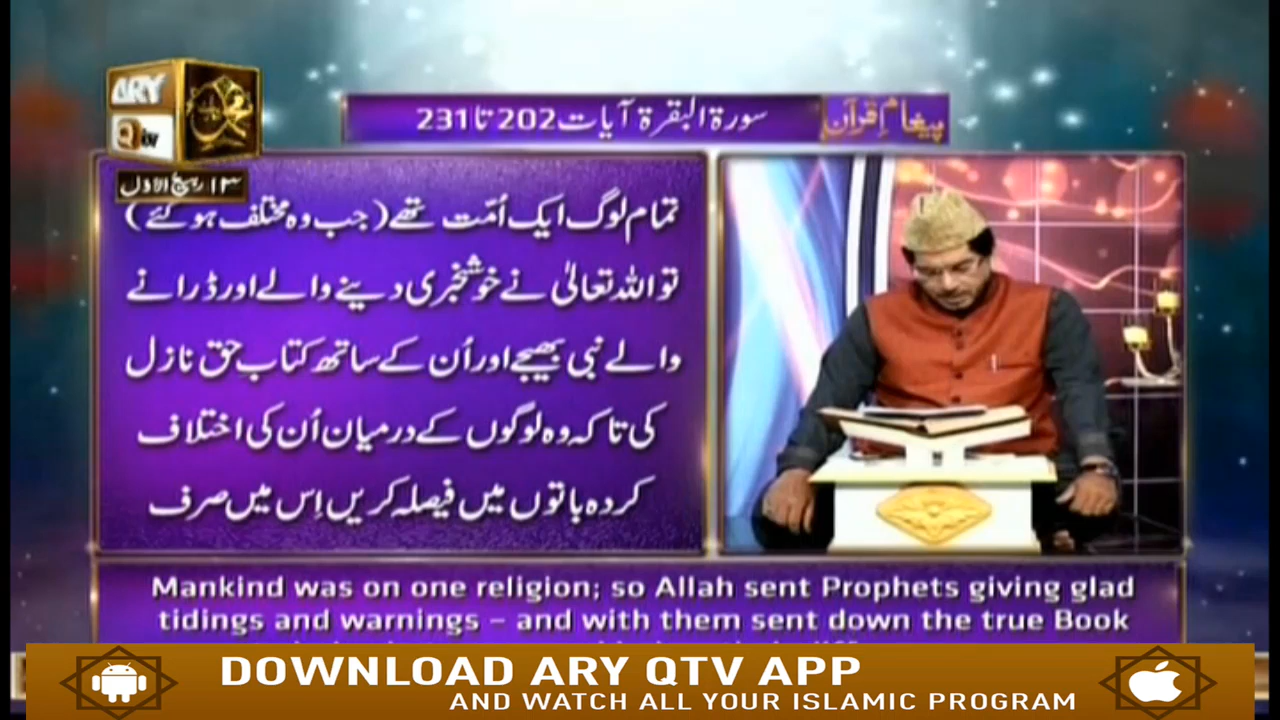 ARY
Qtv
سورۃ البقرۃ آیات 202 تا 231
پیغام قرآن
۱۳ ربیع الاول
تمام لوگ ایک اُمّت تھے (جب وہ مختلف ہو گئے)
تو اللہ تعالیٰ نے خوشخبری دینے والے اور ڈرانے
والے نبی بھیجے اور اُن کے ساتھ کتاب حق نازل
کی تاکہ وہ لوگوں کے درمیان اُن کی اختلاف
کردہ باتوں میں فیصلہ کریں اِس میں صرف
Mankind was on one religion; so Allah sent Prophets giving glad
tidings and warnings – and with them sent down the true Book
DOWNLOAD ARY QTV APP
AND WATCH ALL YOUR ISLAMIC PROGRAM